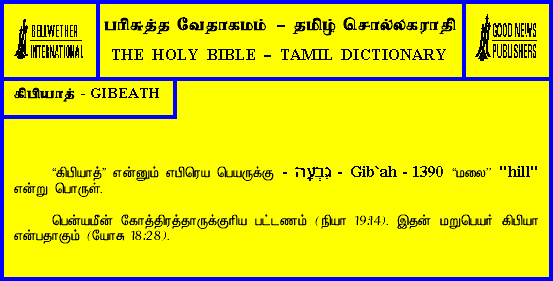 BELLWETHER
INTERNATIONAL
பரிசுத்த வேதாகமம் – தமிழ் சொல்லகராதி
THE HOLY BIBLE – TAMIL DICTIONARY
GOOD NEWS
PUBLISHERS
கிபியாத் - GIBEATH
“கிபியாத்” என்னும் எபிரெய பெயருக்கு - גִּבְעָה - Gib`ah - 1390 “மலை” "hill"
என்று பொருள்.
பென்யமீன் கோத்திரத்தாருக்குரிய பட்டணம் (நியா 19:14). இதன் மறுபெயர் கிபியா
என்பதாகும் (யோசு 18:28).